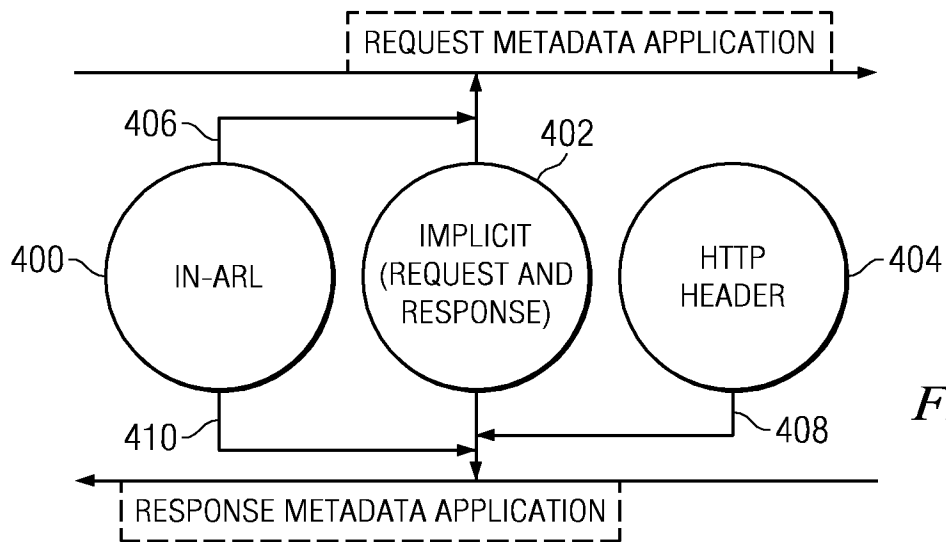 REQUEST METADATA APPLICATION
406
402
400
IN-ARL
IMPLICIT
(REQUEST AND
RESPONSE)
HTTP
HEADER
404
410
408
F
RESPONSE METADATA APPLICATION